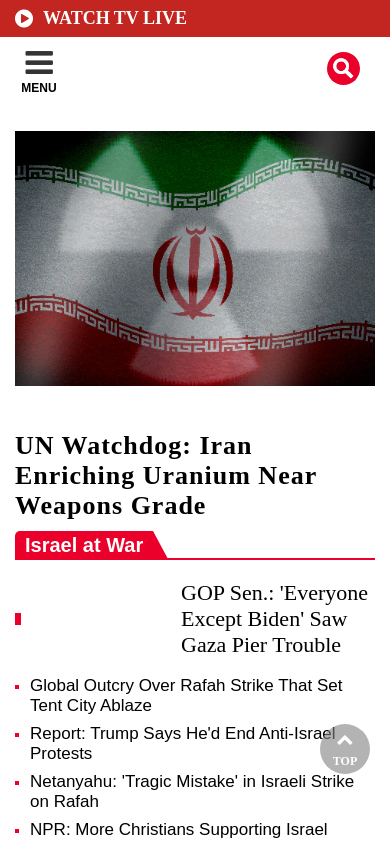 WATCH TV LIVE
MENU
UN Watchdog: Iran
Enriching Uranium Near
Weapons Grade
Israel at War
GOP Sen.: 'Everyone
Except Biden' Saw
Gaza Pier Trouble
Global Outcry Over Rafah Strike That Set
Tent City Ablaze
Report: Trump Says He'd End Anti-Israel
Protests
Netanyahu: 'Tragic Mistake' in Israeli Strike
on Rafah
TOP
NPR: More Christians Supporting Israel